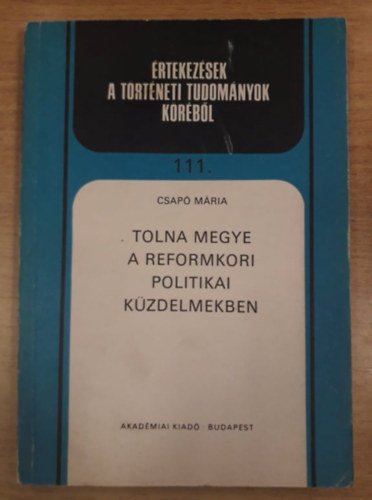 ÉRTEKEZÉSEK
A TÖRTÉNETI TUDOMÁNYOK
KÖRÉBŐL
111.
CSAPÓ MÁRIA
TOLNA MEGYE
A REFORMKORI
POLITIKAI
KÜZDELMEKBEN
AKADÉMIAI KIADÓ · BUDAPEST